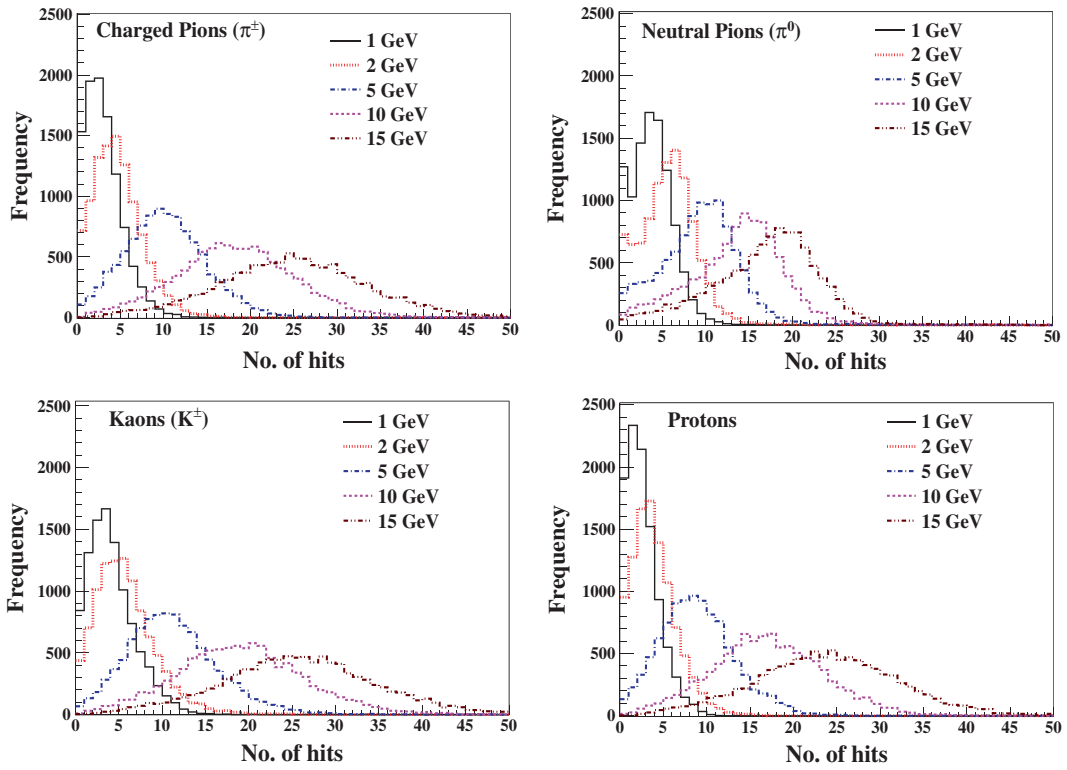 Charged Pions (π±)
1 GeV
2 GeV
5 GeV
10 GeV
15 GeV
Frequency
2500
2000
1500
1000
500
0
0 5 10 15 20 25 30 35 40 45 50
No. of hits
Neutral Pions (π⁰)
1 GeV
2 GeV
5 GeV
10 GeV
15 GeV
Frequency
2500
2000
1500
1000
500
0
0 5 10 15 20 25 30 35 40 45 50
No. of hits
Kaons (K±)
1 GeV
2 GeV
5 GeV
10 GeV
15 GeV
Frequency
2500
2000
1500
1000
500
0
0 5 10 15 20 25 30 35 40 45 50
No. of hits
Protons
1 GeV
2 GeV
5 GeV
10 GeV
15 GeV
Frequency
2500
2000
1500
1000
500
0
0 5 10 15 20 25 30 35 40 45 50
No. of hits